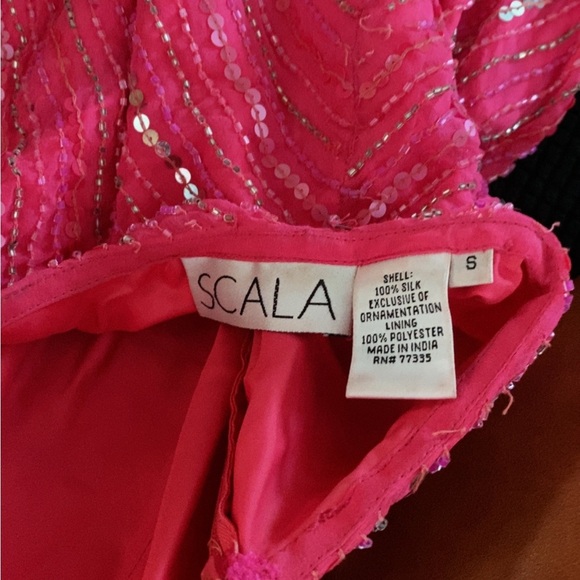 SCALA
S
SHELL:
100% SILK
EXCLUSIVE OF
ORNAMENTATION
LINING
100% POLYESTER
MADE IN INDIA
RN# 77335